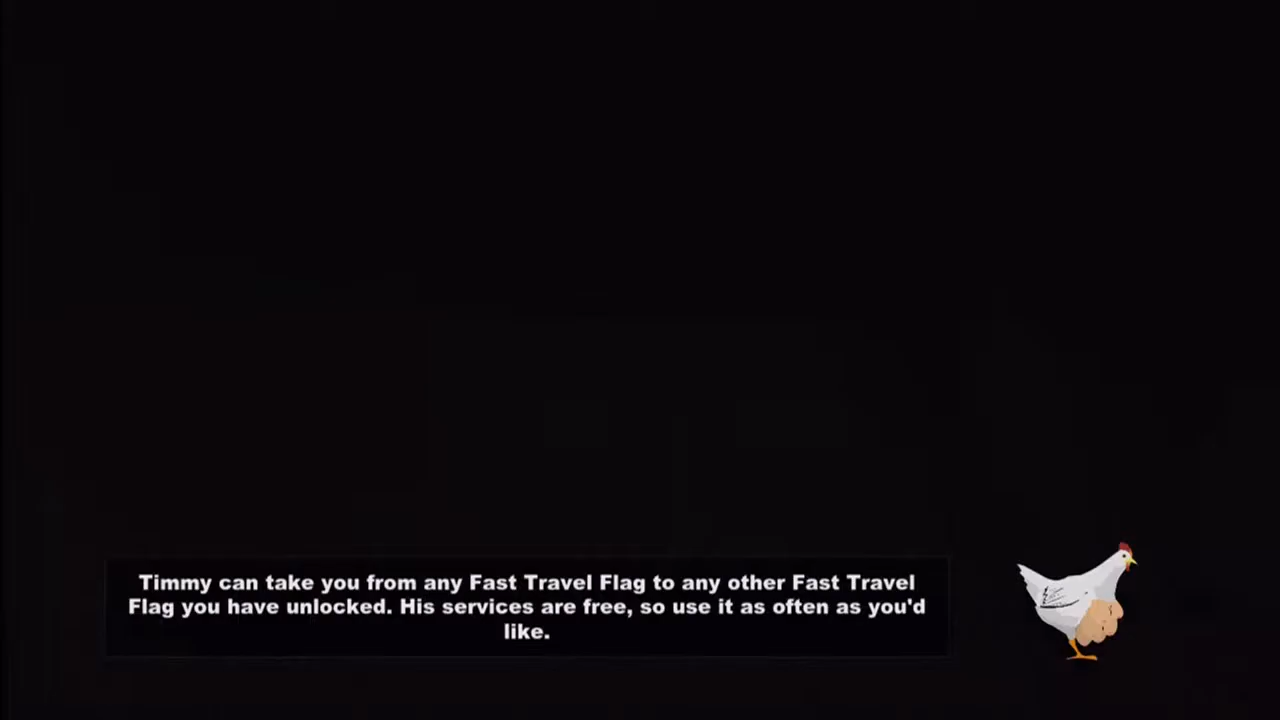 Timmy can take you from any Fast Travel Flag to any other Fast Travel
Flag you have unlocked. His services are free, so use it as often as you'd
like.